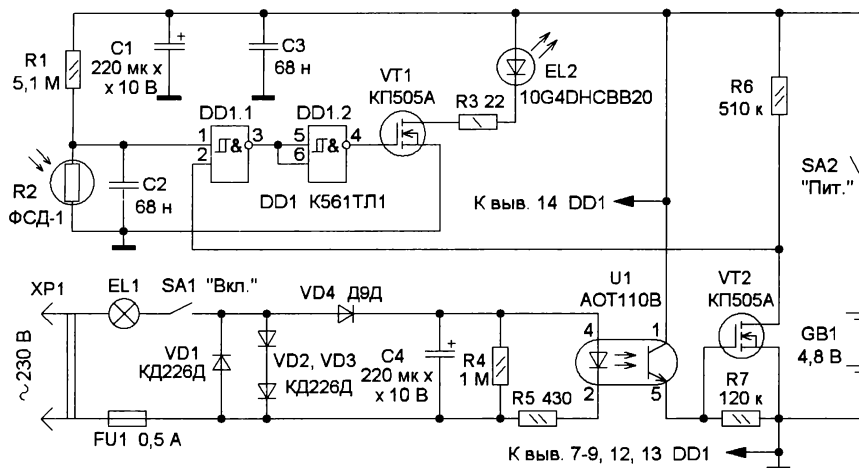 R1
5,1 М
C1
220 мк х
х 10 В
+
C3
68 н
VT1
КП505А
EL2
10G4DHCBB20
R3 22
R6
510 к
DD1.1
DD1.2
1
2
&
3
5
6
&
4
R2
ФСД-1
C2
68 н
DD1 К561ТЛ1
SA2
"Пит."
К выв. 14 DD1
XP1
EL1
SA1 "Вкл."
VD4 Д9Д
U1
АОТ110В
VT2
КП505А
~230 В
VD1
КД226Д
VD2, VD3
КД226Д
C4
220 мк х
х 10 В
+
R4
1 М
4
1
2
5
GB1
4,8 В
R5 430
R7
120 к
FU1 0,5 А
К выв. 7-9, 12, 13 DD1